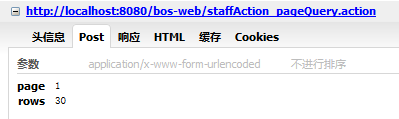 http://localhost:8080/bos-web/staffAction_pageQuery.action
头信息 Post 响应 HTML 缓存 Cookies
参数 application/x-www-form-urlencoded 不进行排序
page 1
rows 30